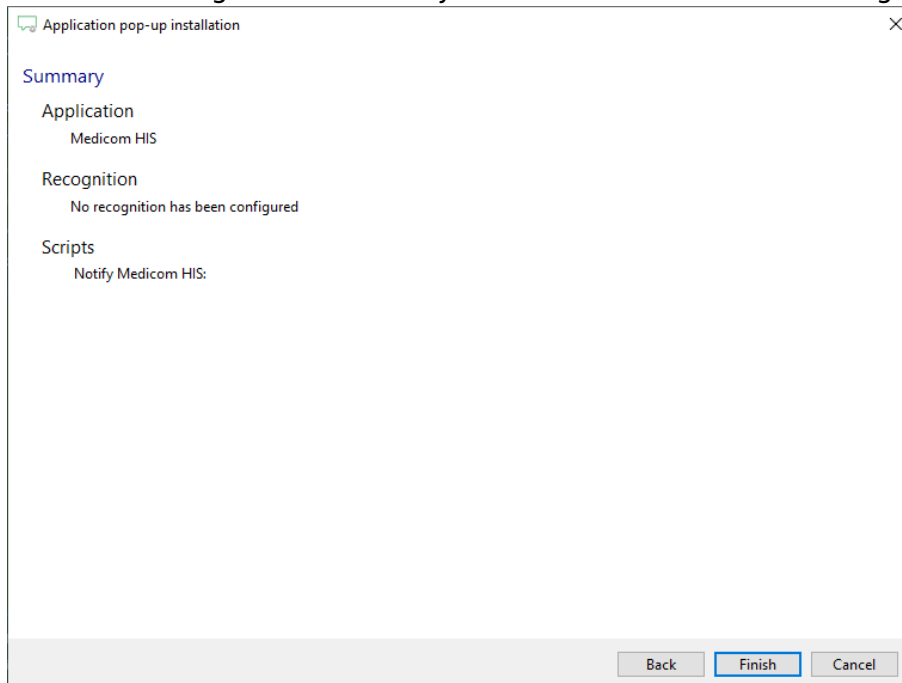 Application pop-up installation
Summary
Application
Medicom HIS
Recognition
No recognition has been configured
Scripts
Notify Medicom HIS:
Back Finish Cancel